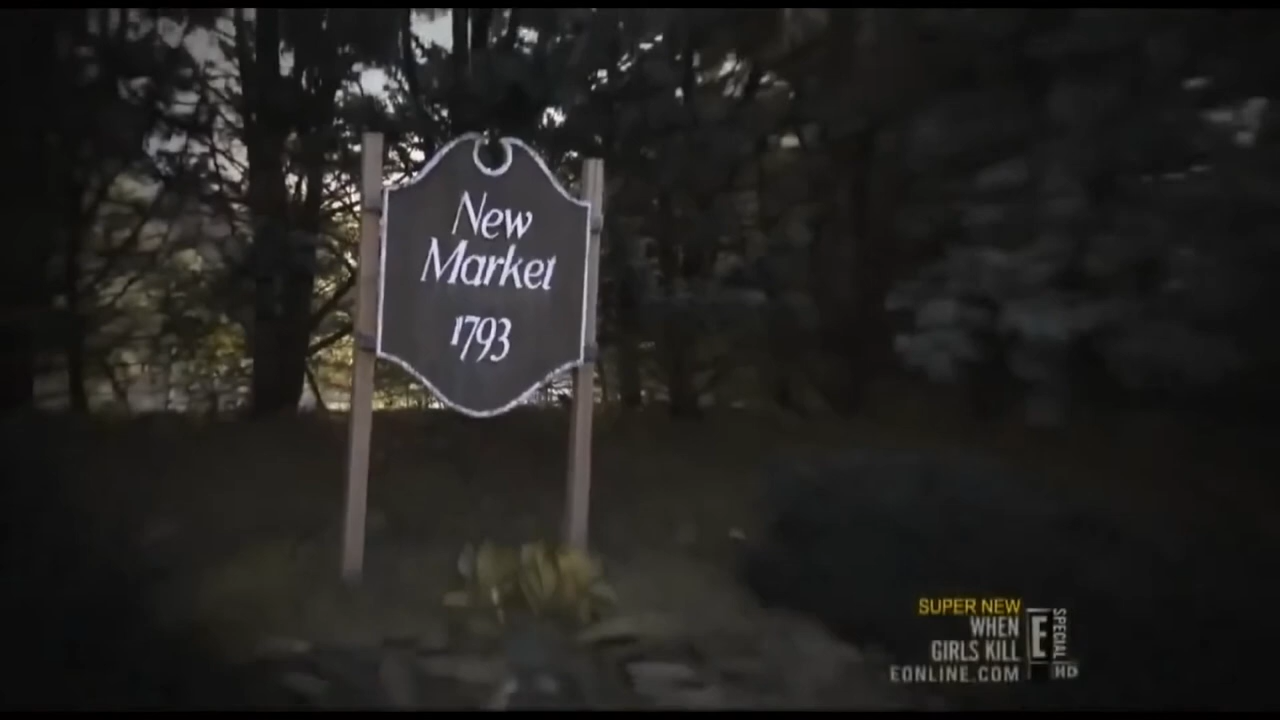 New
Market
1793
SUPER NEW
WHEN
GIRLS KILL
EONLINE.COM
E
SPECIAL
HD